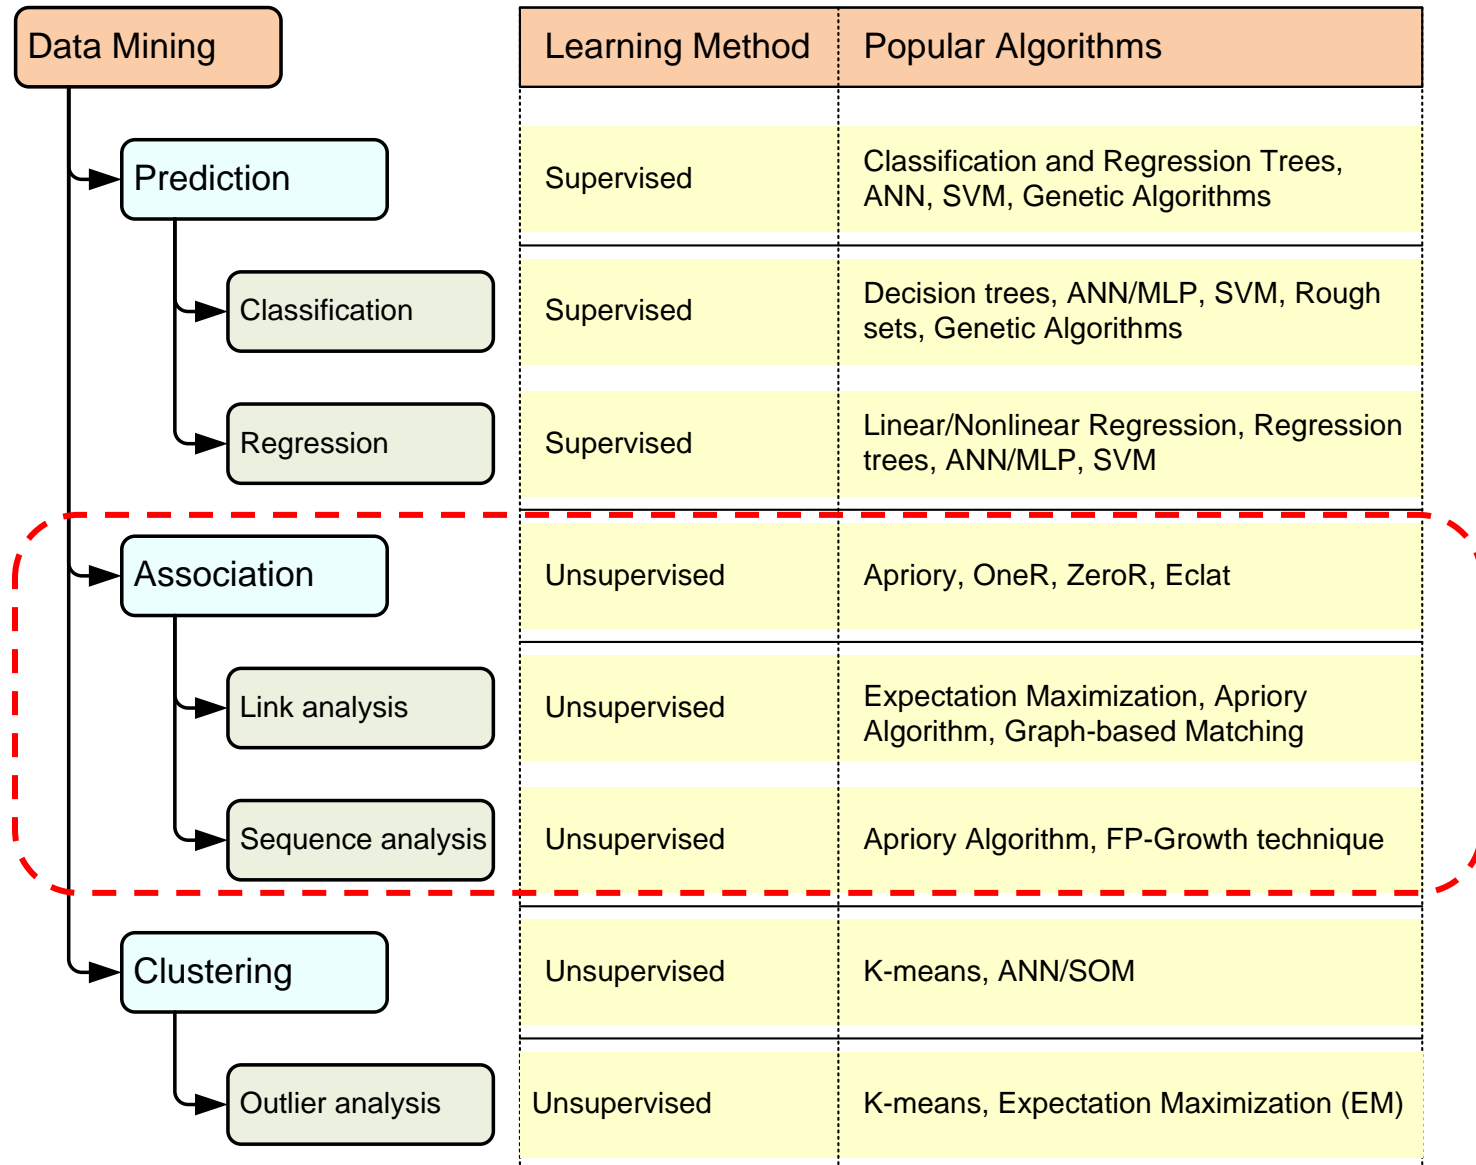 Data Mining
Learning Method
Popular Algorithms
Prediction
Supervised
Classification and Regression Trees,
ANN, SVM, Genetic Algorithms
Classification
Supervised
Decision trees, ANN/MLP, SVM, Rough
sets, Genetic Algorithms
Regression
Supervised
Linear/Nonlinear Regression, Regression
trees, ANN/MLP, SVM
Association
Unsupervised
Apriory, OneR, ZeroR, Eclat
Link analysis
Unsupervised
Expectation Maximization, Apriory
Algorithm, Graph-based Matching
Sequence analysis
Unsupervised
Apriory Algorithm, FP-Growth technique
Clustering
Unsupervised
K-means, ANN/SOM
Outlier analysis
Unsupervised
K-means, Expectation Maximization (EM)